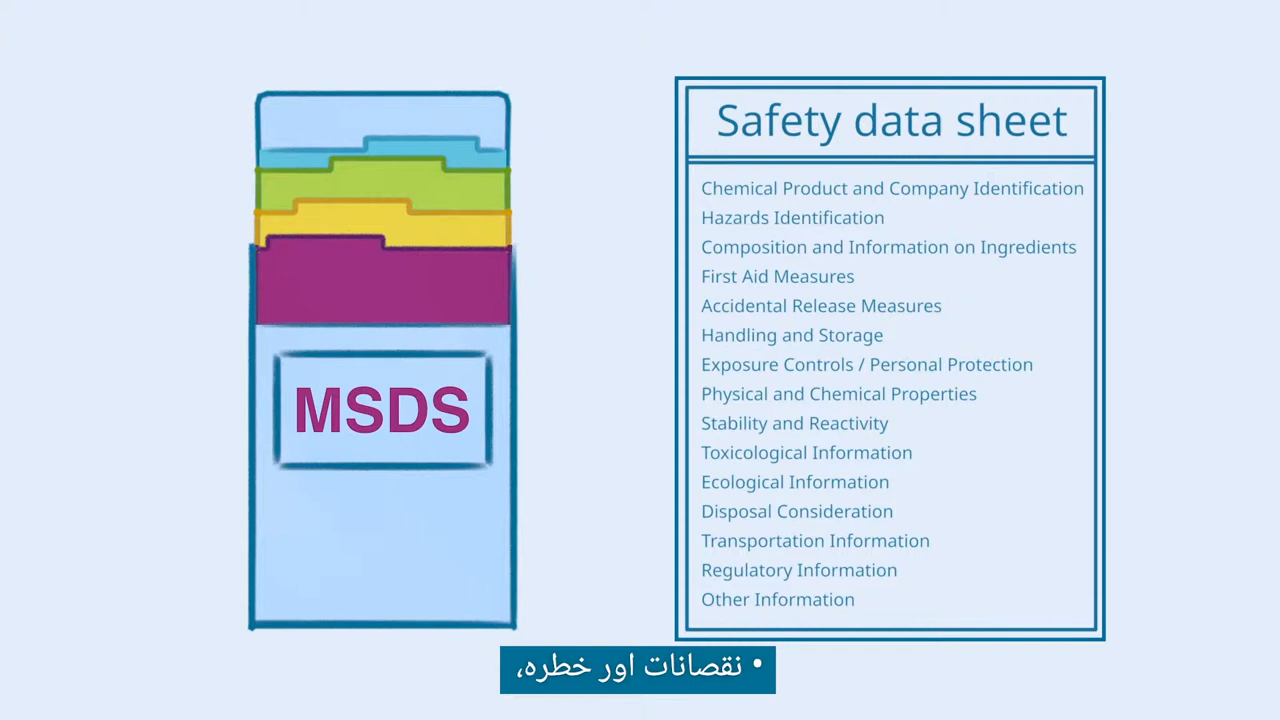 MSDS
Safety data sheet
Chemical Product and Company Identification
Hazards Identification
Composition and Information on Ingredients
First Aid Measures
Accidental Release Measures
Handling and Storage
Exposure Controls / Personal Protection
Physical and Chemical Properties
Stability and Reactivity
Toxicological Information
Ecological Information
Disposal Consideration
Transportation Information
Regulatory Information
Other Information
• نقصانات اور خطرہ،